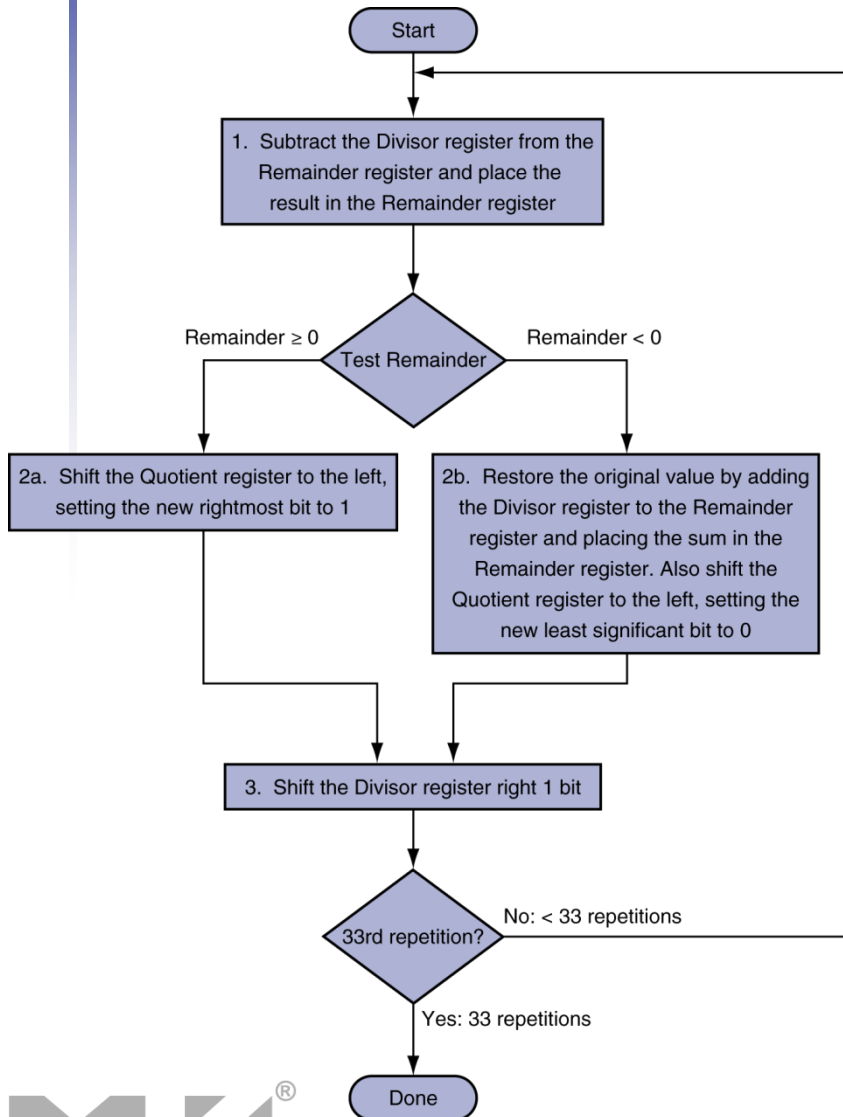 Start
1. Subtract the Divisor register from the
Remainder register and place the
result in the Remainder register
Remainder ≥ 0
Remainder < 0
Test Remainder
2a. Shift the Quotient register to the left,
setting the new rightmost bit to 1
2b. Restore the original value by adding
the Divisor register to the Remainder
register and placing the sum in the
Remainder register. Also shift the
Quotient register to the left, setting the
new least significant bit to 0
3. Shift the Divisor register right 1 bit
No: < 33 repetitions
33rd repetition?
Yes: 33 repetitions
®
Done